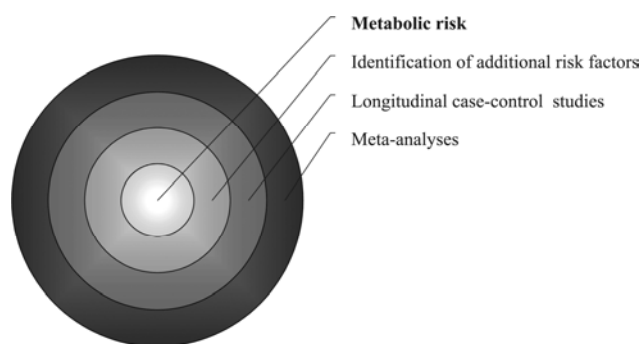 Metabolic risk
Identification of additional risk factors
Longitudinal case-control studies
Meta-analyses